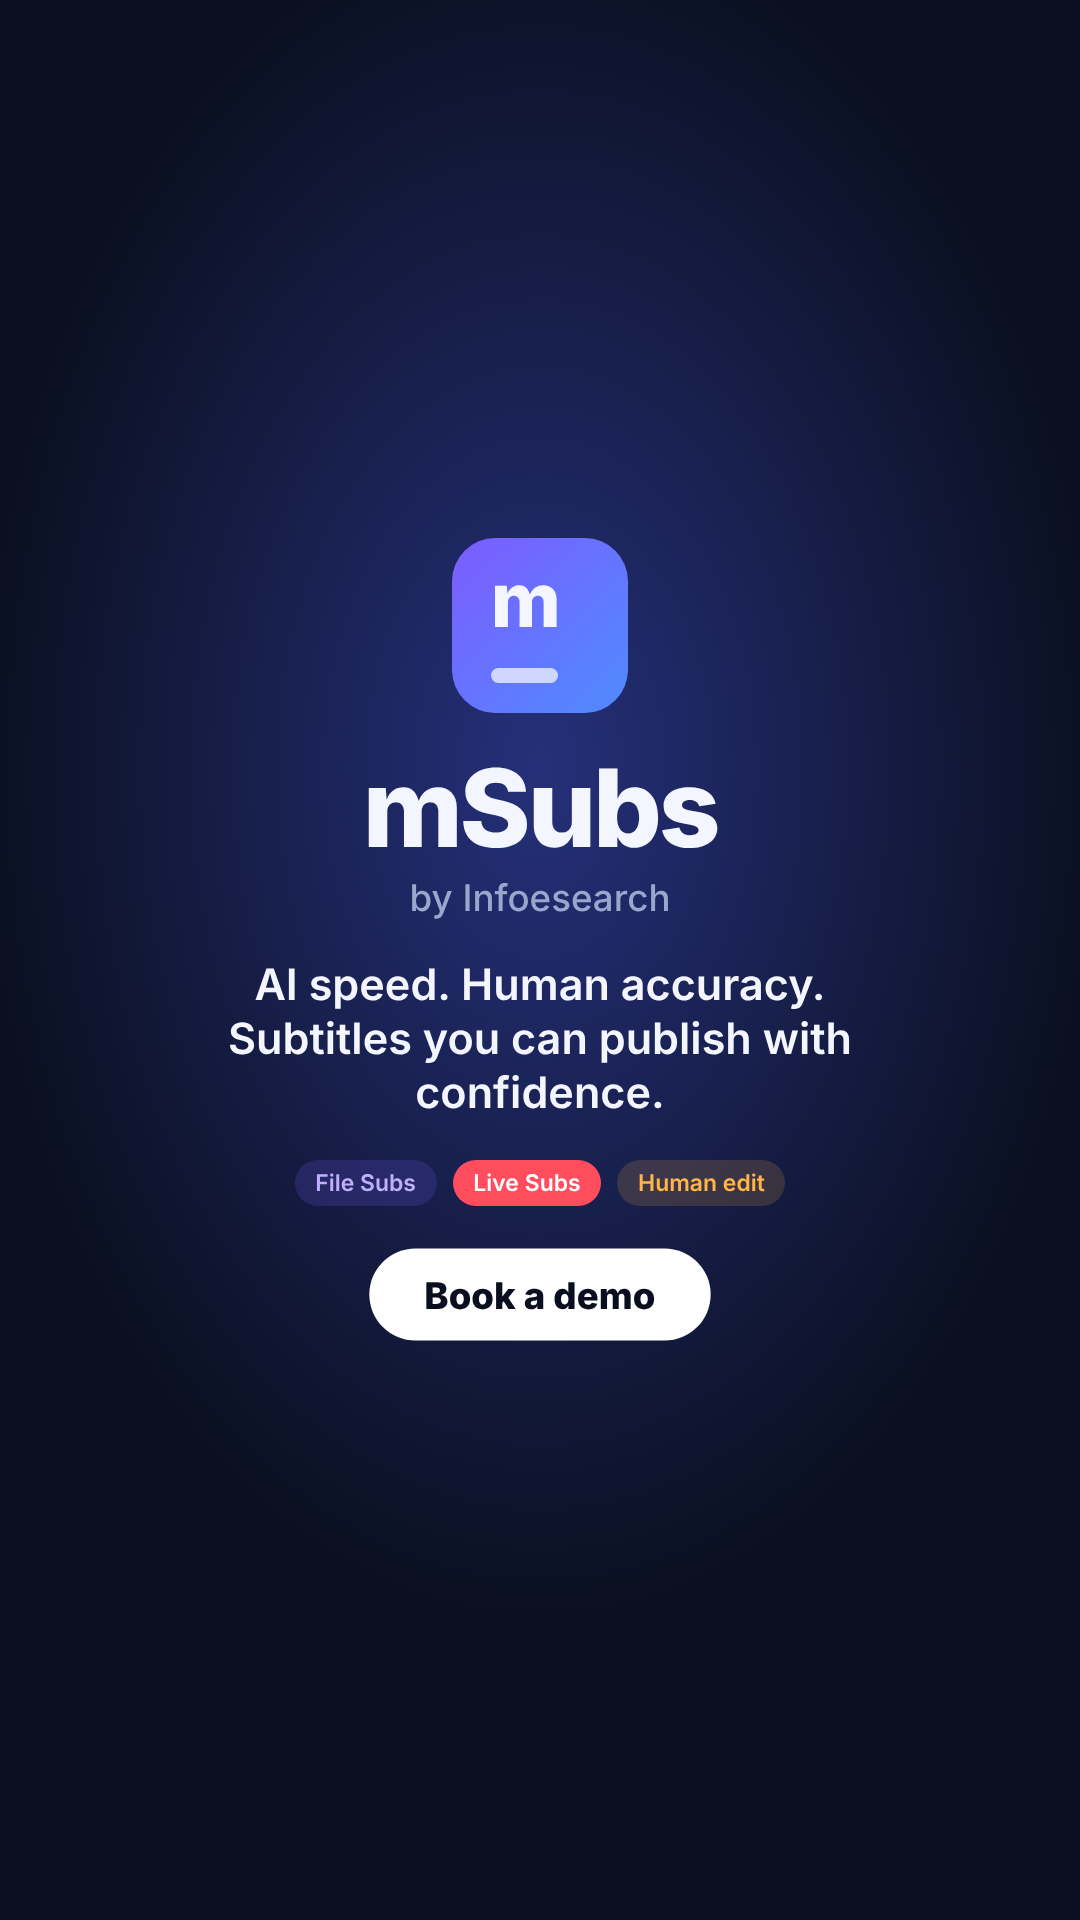 m
mSubs
by Infoesearch
AI speed. Human accuracy.
Subtitles you can publish with
confidence.
File Subs Live Subs Human edit
Book a demo